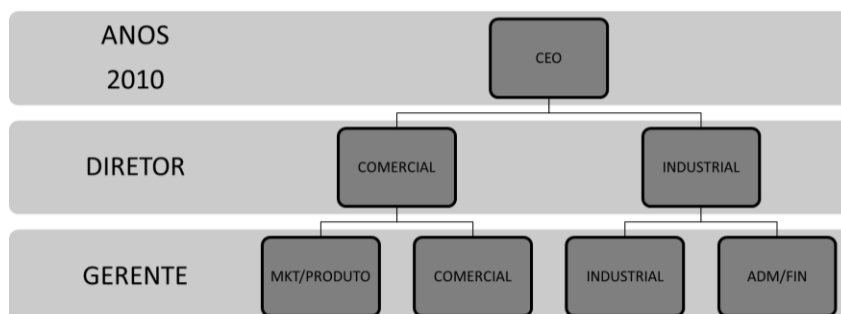 ANOS
2010
CEO
DIRETOR
COMERCIAL
INDUSTRIAL
GERENTE
MKT/PRODUTO
COMERCIAL
INDUSTRIAL
ADM/FIN